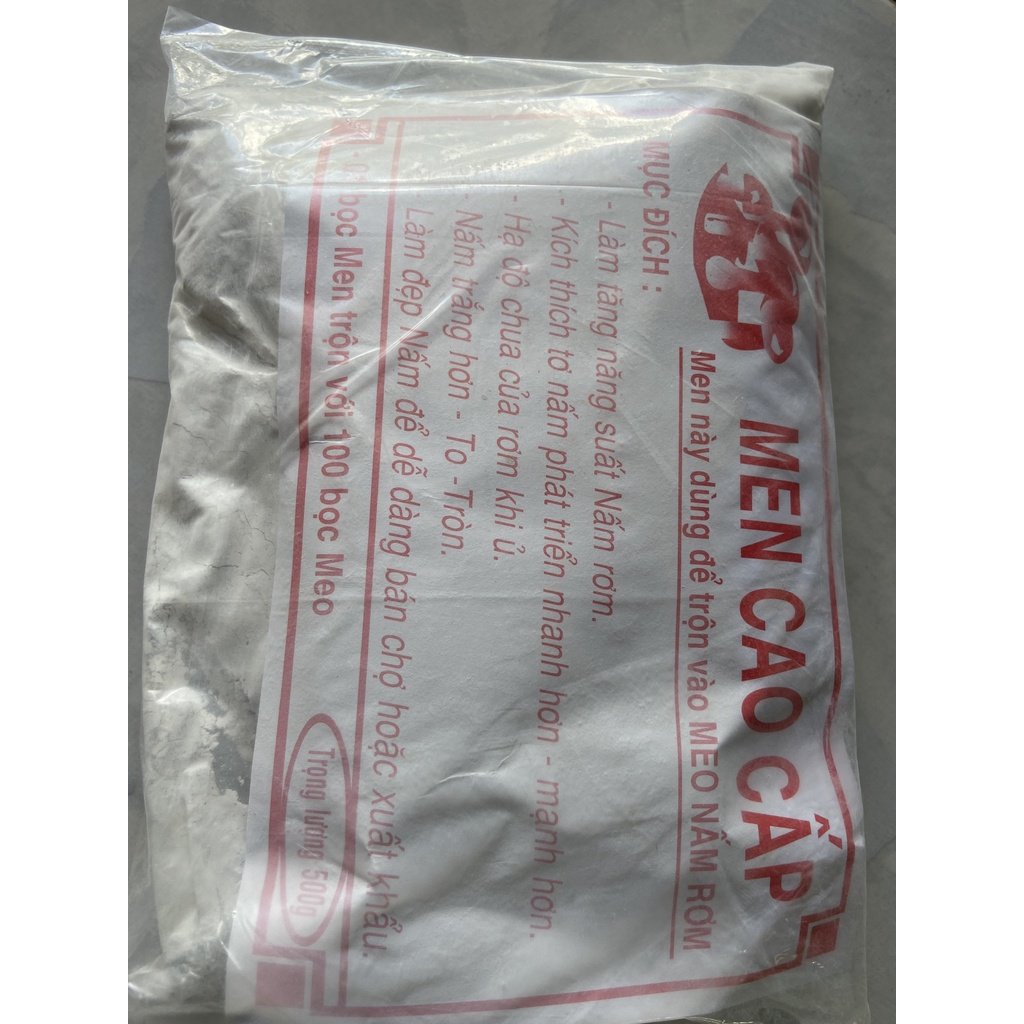 MEN CAO CẤP
Men này dùng để trộn vào MEO NẤM RƠM
MỤC ĐÍCH :
- Làm tăng năng suất Nấm rơm.
- Kích thích tơ nấm phát triển nhanh hơn - mạnh hơn.
- Hạ độ chua của rơm khi ủ.
- Nấm trắng hơn - To -Tròn.
Làm đẹp Nấm để dễ dàng bán chợ hoặc xuất khẩu.
bọc Men trộn với 100 bọc Meo
Trọng lượng 500g